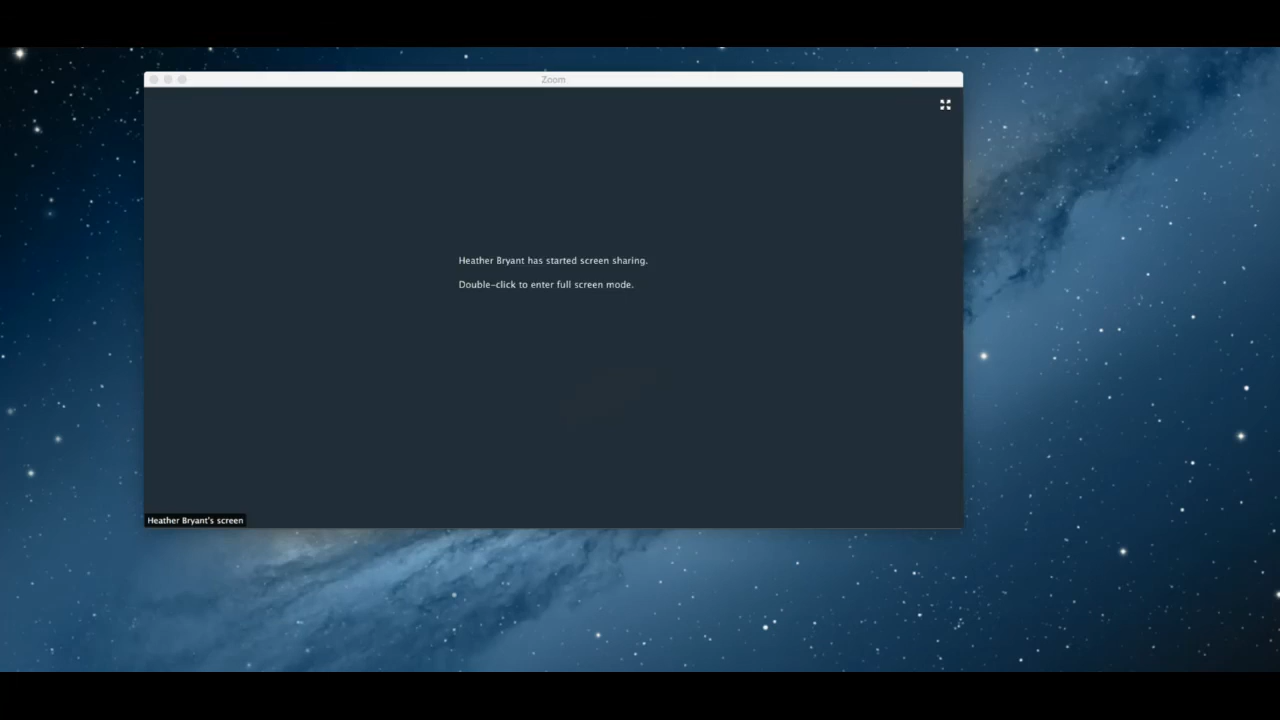 Zoom
Heather Bryant has started screen sharing.
Double-click to enter full screen mode.
Heather Bryant's screen